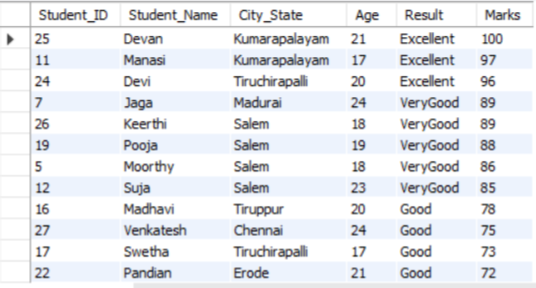 Student_ID Student_Name City_State Age Result Marks
25 Devan Kumarapalayam 21 Excellent 100
11 Manasi Kumarapalayam 17 Excellent 97
24 Devi Tiruchirapalli 20 Excellent 96
7 Jaga Madurai 24 VeryGood 89
26 Keerthi Salem 18 VeryGood 89
19 Pooja Salem 19 VeryGood 88
5 Moorthy Salem 18 VeryGood 86
12 Suja Salem 23 VeryGood 85
16 Madhavi Tiruppur 20 Good 78
27 Venkatesh Chennai 24 Good 75
17 Swetha Tiruchirapalli 17 Good 73
22 Pandian Erode 21 Good 72